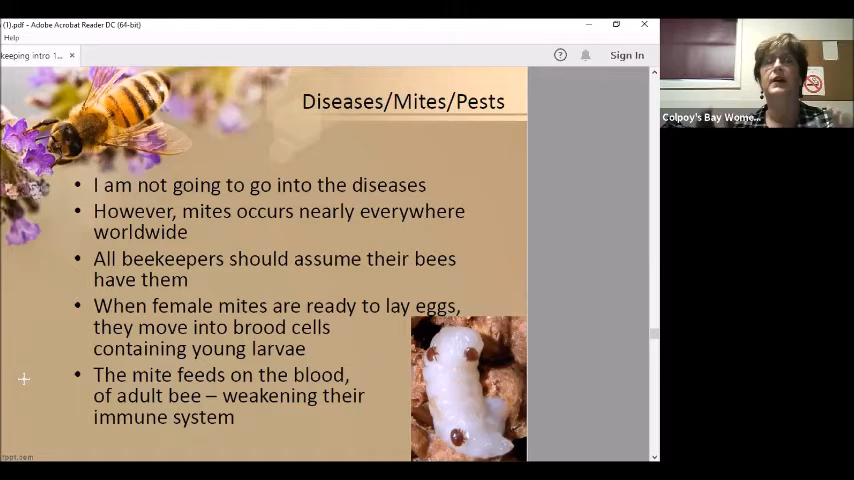 (1).pdf - Adobe Acrobat Reader DC (64-bit)
Help
keeping intro 1...
Sign In
Diseases/Mites/Pests
• I am not going to go into the diseases
• However, mites occurs nearly everywhere
worldwide
• All beekeepers should assume their bees
have them
• When female mites are ready to lay eggs,
they move into brood cells
containing young larvae
• The mite feeds on the blood,
of adult bee – weakening their
immune system
fppt.com
Colpoy's Bay Wome...